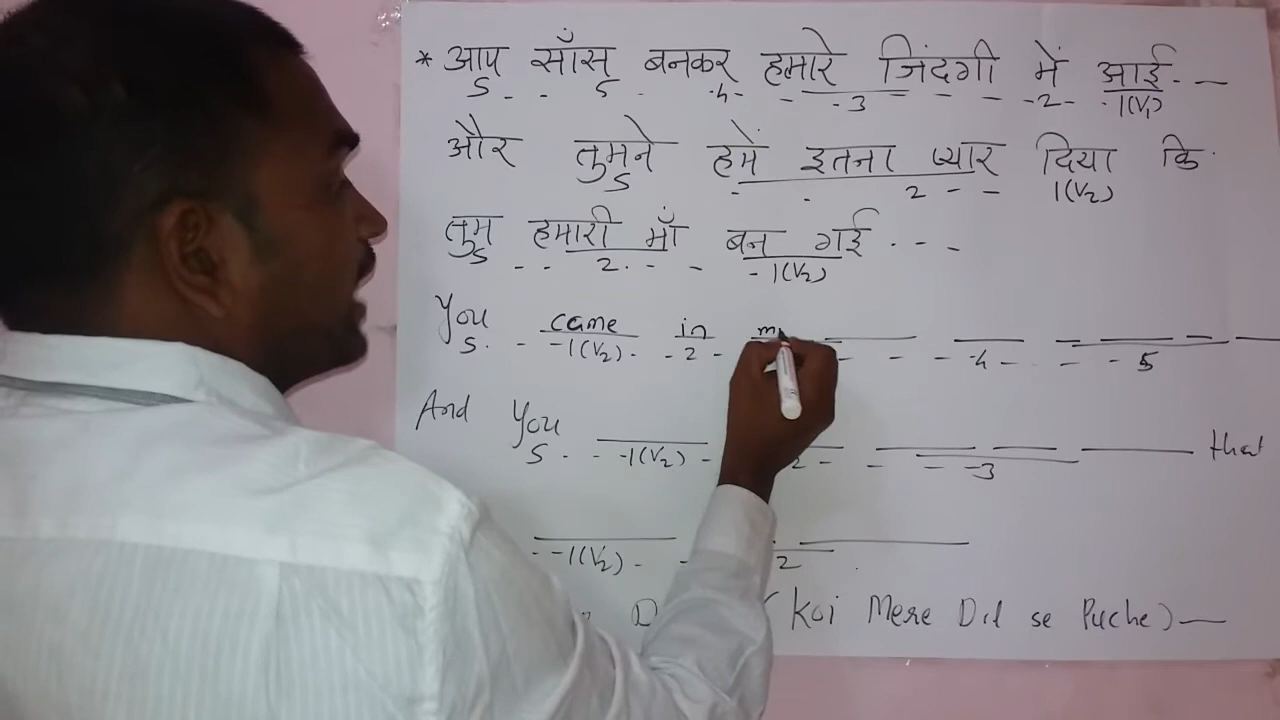 * आप साँस बनकर हमारे जिंदगी में आई. —
S - - S . -4- - -3 - - - -2- -1(V1)
और तुमने हमें इतना प्यार दिया कि
S - . 2 - - 1(V2)
तुम हमारी माँ बन गई . - -
S - - 2. - - -1(V2)
You came in m
S. - -1(V2). -2- - - - -4- - - 5
And You that
S. - -1(V2) - 2 - - - -3
- -1(V2). - 2 .
(Koi Mere Dil se Puche) —